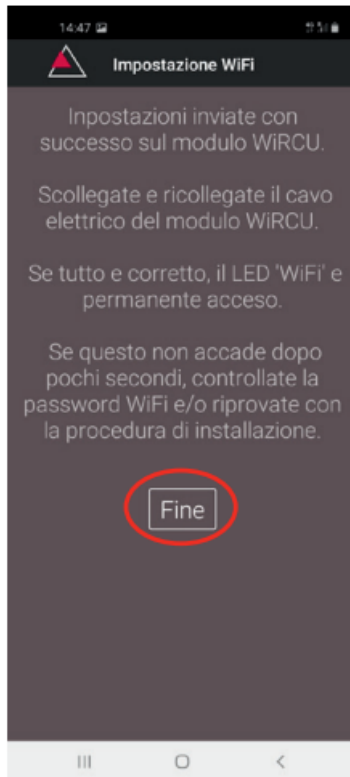 14:47
Impostazione WiFi
Inpostazioni inviate con
successo sul modulo WiRCU.
Scollegate e ricollegate il cavo
elettrico del modulo WiRCU.
Se tutto e corretto, il LED 'WiFi' e
permanente acceso.
Se questo non accade dopo
pochi secondi, controllate la
password WiFi e/o riprovate con
la procedura di installazione.
Fine